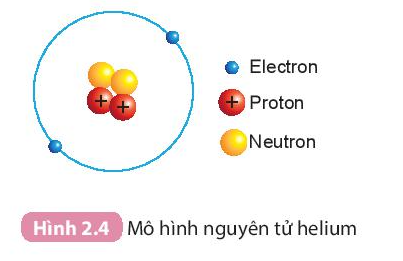 +
+
Electron
+ Proton
Neutron
Hình 2.4 Mô hình nguyên tử helium